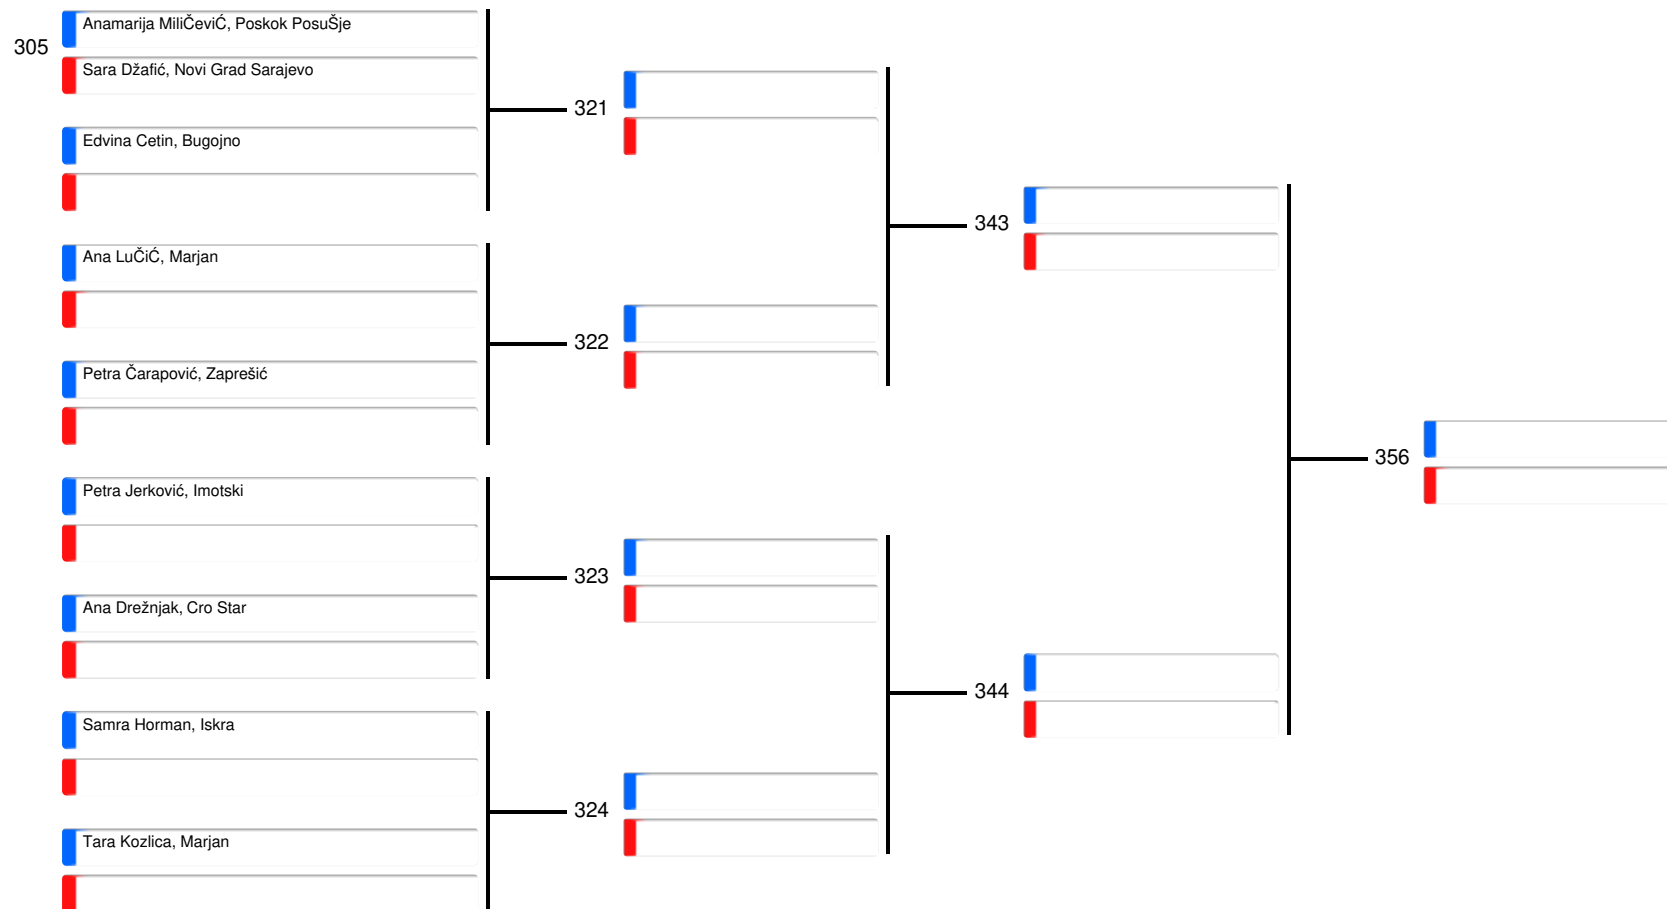 Anamarija MiliČeviĆ, Poskok PosuŠje
305
Sara Džafić, Novi Grad Sarajevo
321
Edvina Cetin, Bugojno
343
Ana LuČiĆ, Marjan
322
Petra Čarapović, Zaprešić
356
Petra Jerković, Imotski
323
Ana Drežnjak, Cro Star
344
Samra Horman, Iskra
324
Tara Kozlica, Marjan